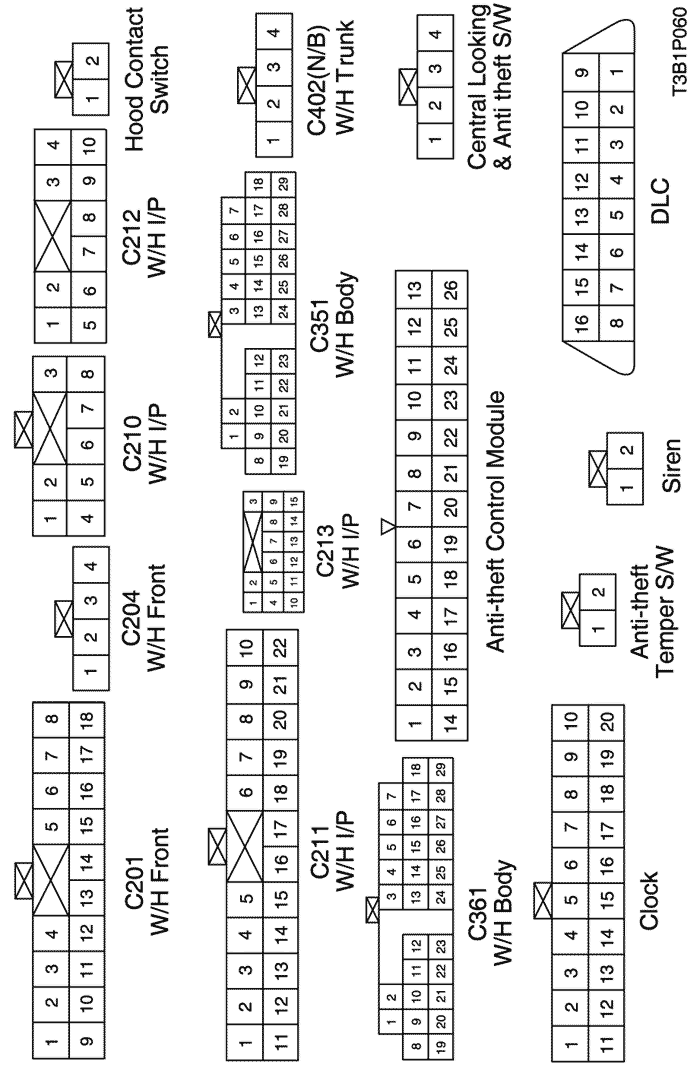 1 2 3 4 5 6 7 8
9 10 11 12 13 14 15 16 17 18
C201
W/H Front
1 2 3 4
C204
W/H Front
1 2 3
4 5 6 7 8
C210
W/H I/P
1 2 3 4
5 6 7 8 9 10
C212
W/H I/P
1 2
Hood Contact
Switch
1 2 3 4 5 6 7 8 9 10
11 12 13 14 15 16 17 18 19 20 21 22
C211
W/H I/P
1 2 3
4 5 6 7 8 9
10 11 12 13 14 15
C213
W/H I/P
1 2 3 4 5 6 7
8 9 10 11 12 13 14 15 16 17 18
19 20 21 22 23 24 25 26 27 28 29
C351
W/H Body
1 2 3 4
C402(N/B)
W/H Trunk
1 2 3 4 5 6 7
8 9 10 11 12 13 14 15 16 17 18
19 20 21 22 23 24 25 26 27 28 29
C361
W/H Body
1 2 3 4 5 6 7 8 9 10 11 12 13
14 15 16 17 18 19 20 21 22 23 24 25 26
Anti-theft Control Module
1 2 3 4
Central Looking
& Anti theft S/W
1 2 3 4 5 6 7 8 9 10
11 12 13 14 15 16 17 18 19 20
Clock
1 2
Anti-theft
Temper S/W
1 2
Siren
16 15 14 13 12 11 10 9
8 7 6 5 4 3 2 1
DLC
T3B1P060